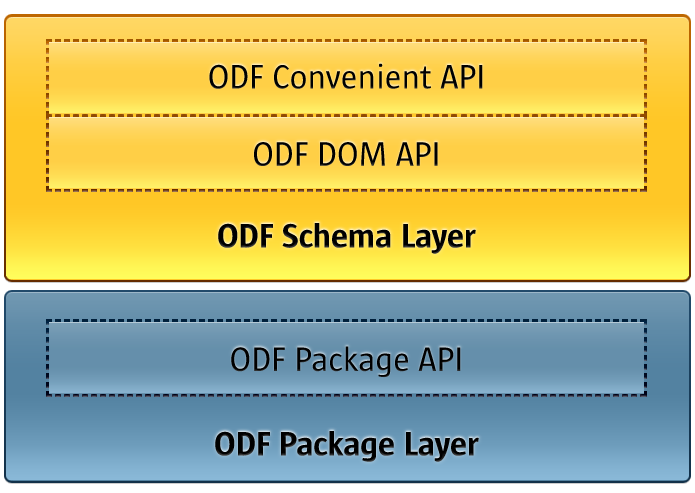 ODF Convenient API
ODF DOM API
ODF Schema Layer
ODF Package API
ODF Package Layer